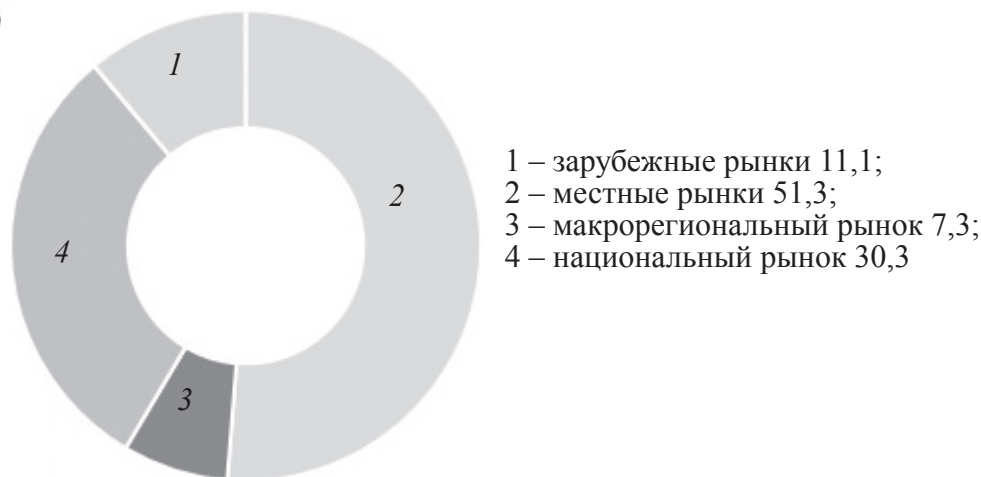 1
2
3
4
1 – зарубежные рынки 11,1;
2 – местные рынки 51,3;
3 – макрорегиональный рынок 7,3;
4 – национальный рынок 30,3